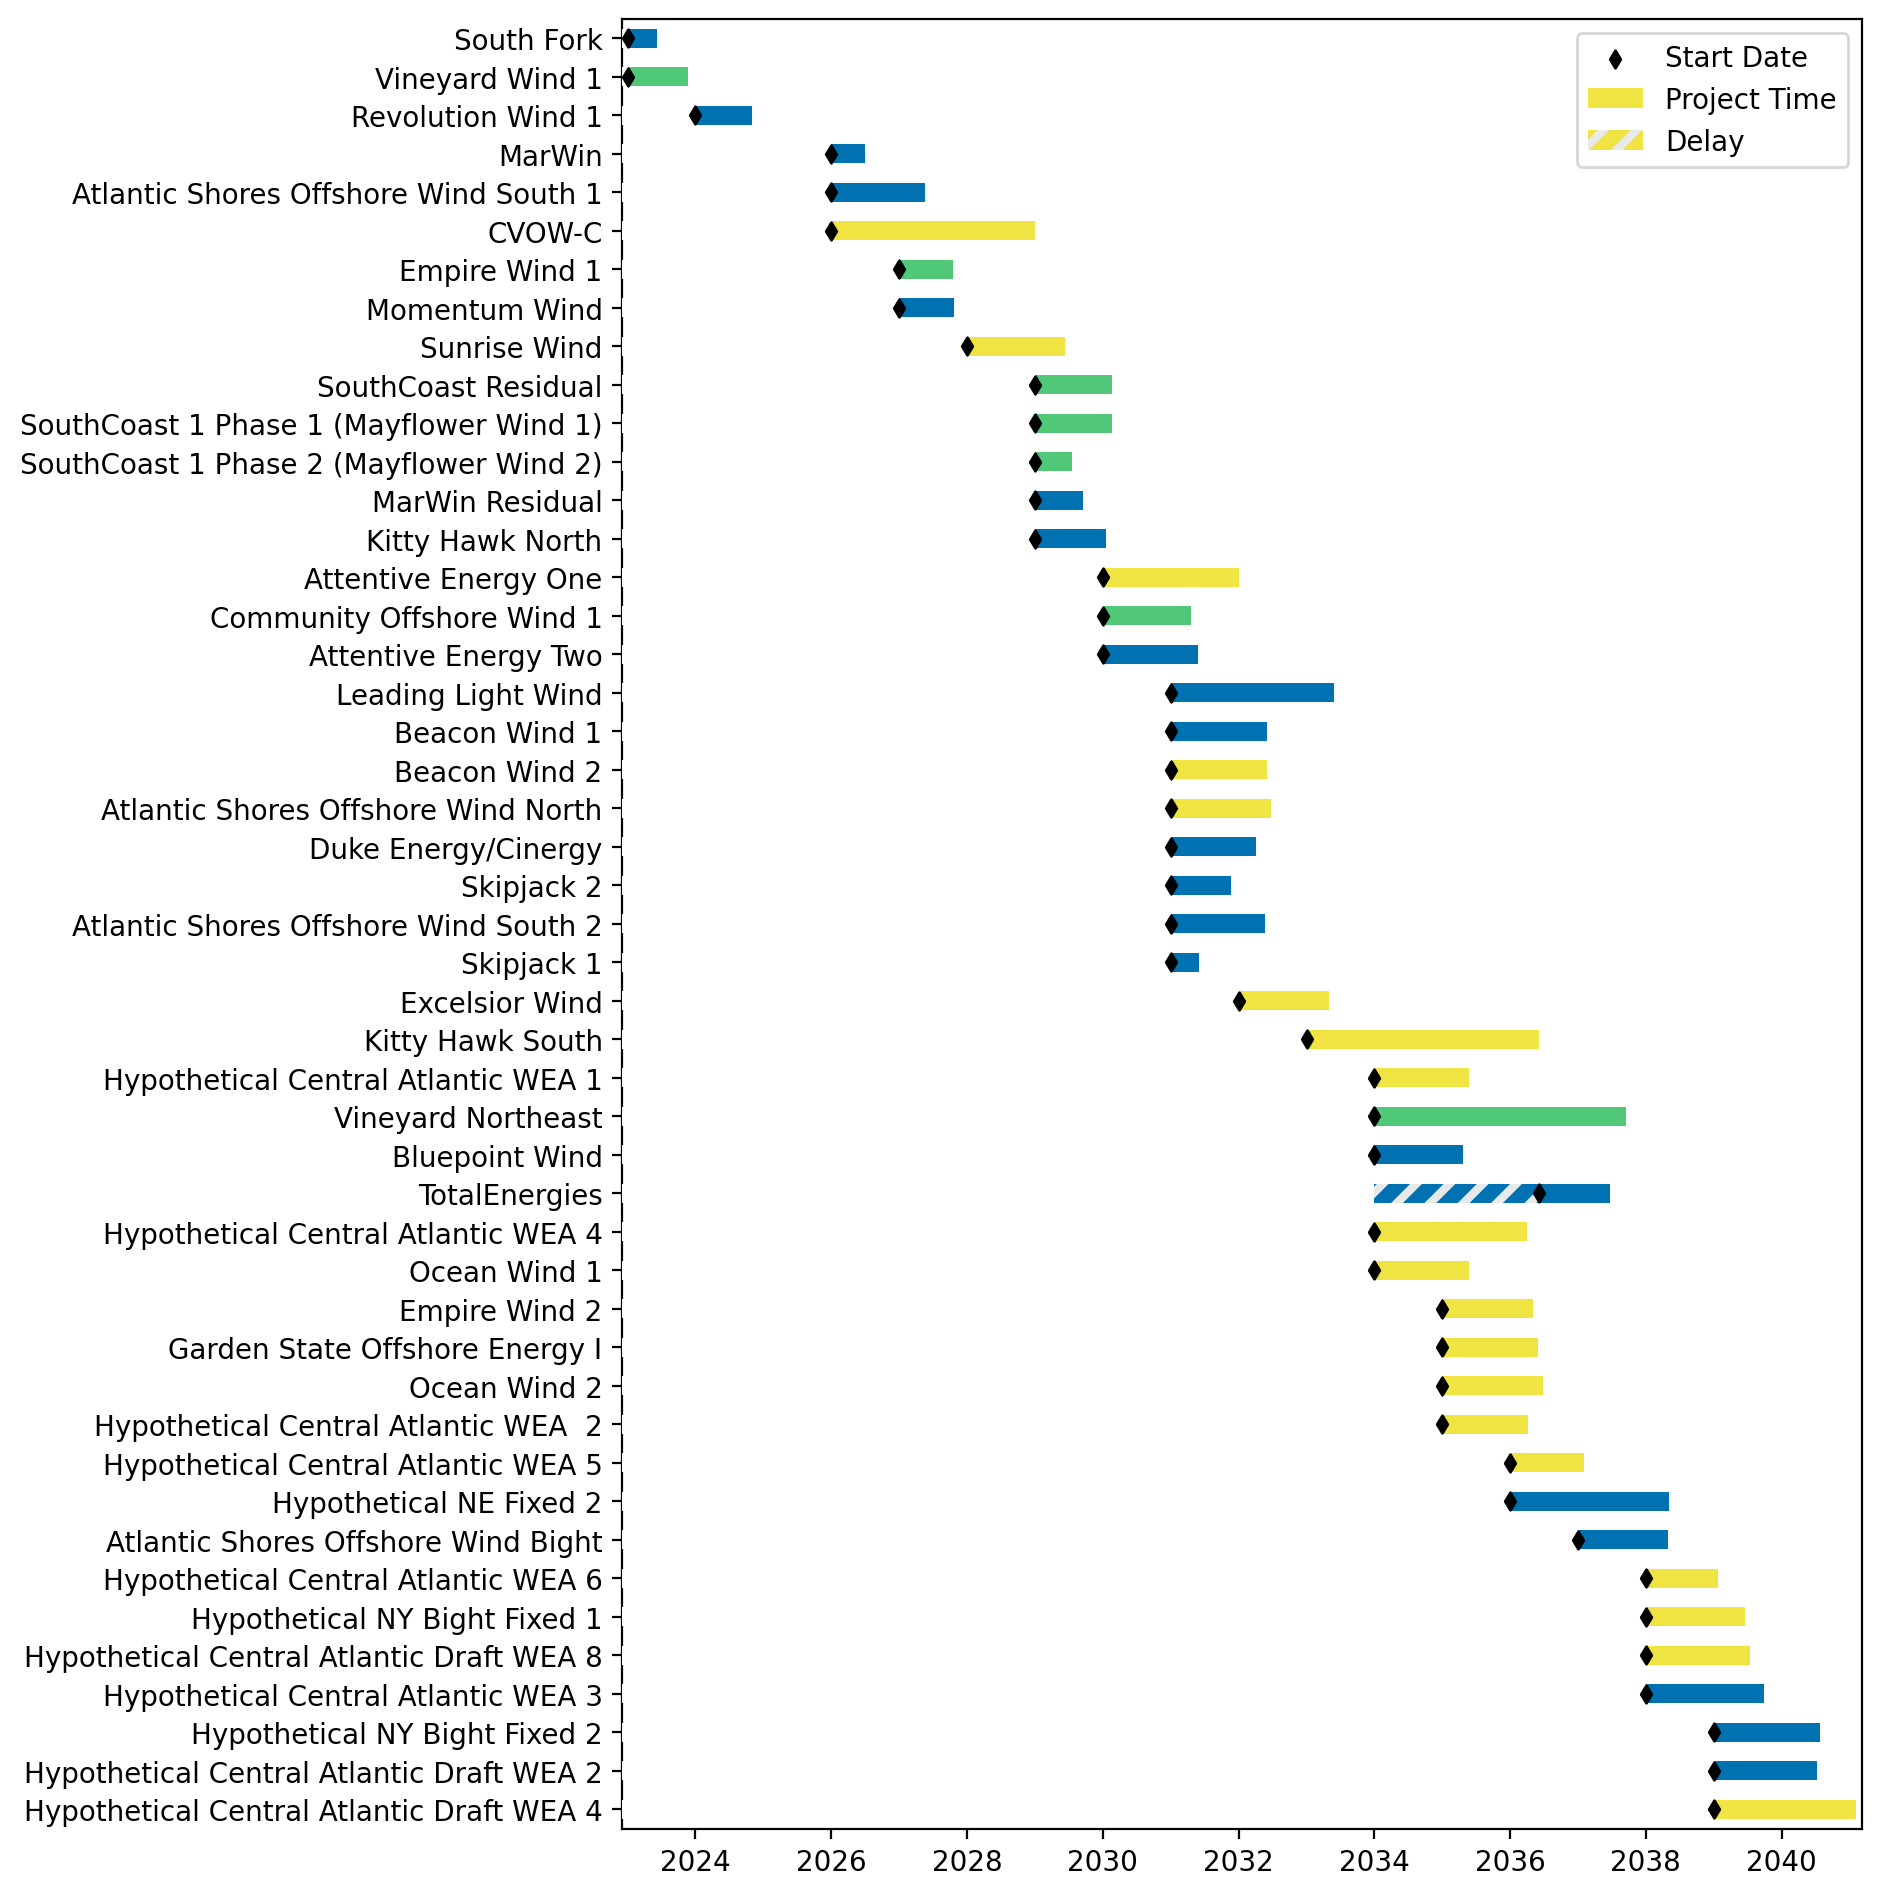 South Fork
Vineyard Wind 1
Revolution Wind 1
MarWin
Atlantic Shores Offshore Wind South 1
CVOW-C
Empire Wind 1
Momentum Wind
Sunrise Wind
SouthCoast Residual
SouthCoast 1 Phase 1 (Mayflower Wind 1)
SouthCoast 1 Phase 2 (Mayflower Wind 2)
MarWin Residual
Kitty Hawk North
Attentive Energy One
Community Offshore Wind 1
Attentive Energy Two
Leading Light Wind
Beacon Wind 1
Beacon Wind 2
Atlantic Shores Offshore Wind North
Duke Energy/Cinergy
Skipjack 2
Atlantic Shores Offshore Wind South 2
Skipjack 1
Excelsior Wind
Kitty Hawk South
Hypothetical Central Atlantic WEA 1
Vineyard Northeast
Bluepoint Wind
TotalEnergies
Hypothetical Central Atlantic WEA 4
Ocean Wind 1
Empire Wind 2
Garden State Offshore Energy I
Ocean Wind 2
Hypothetical Central Atlantic WEA  2
Hypothetical Central Atlantic WEA 5
Hypothetical NE Fixed 2
Atlantic Shores Offshore Wind Bight
Hypothetical Central Atlantic WEA 6
Hypothetical NY Bight Fixed 1
Hypothetical Central Atlantic Draft WEA 8
Hypothetical Central Atlantic WEA 3
Hypothetical NY Bight Fixed 2
Hypothetical Central Atlantic Draft WEA 2
Hypothetical Central Atlantic Draft WEA 4
Start Date
Project Time
Delay
2024 2026 2028 2030 2032 2034 2036 2038 2040